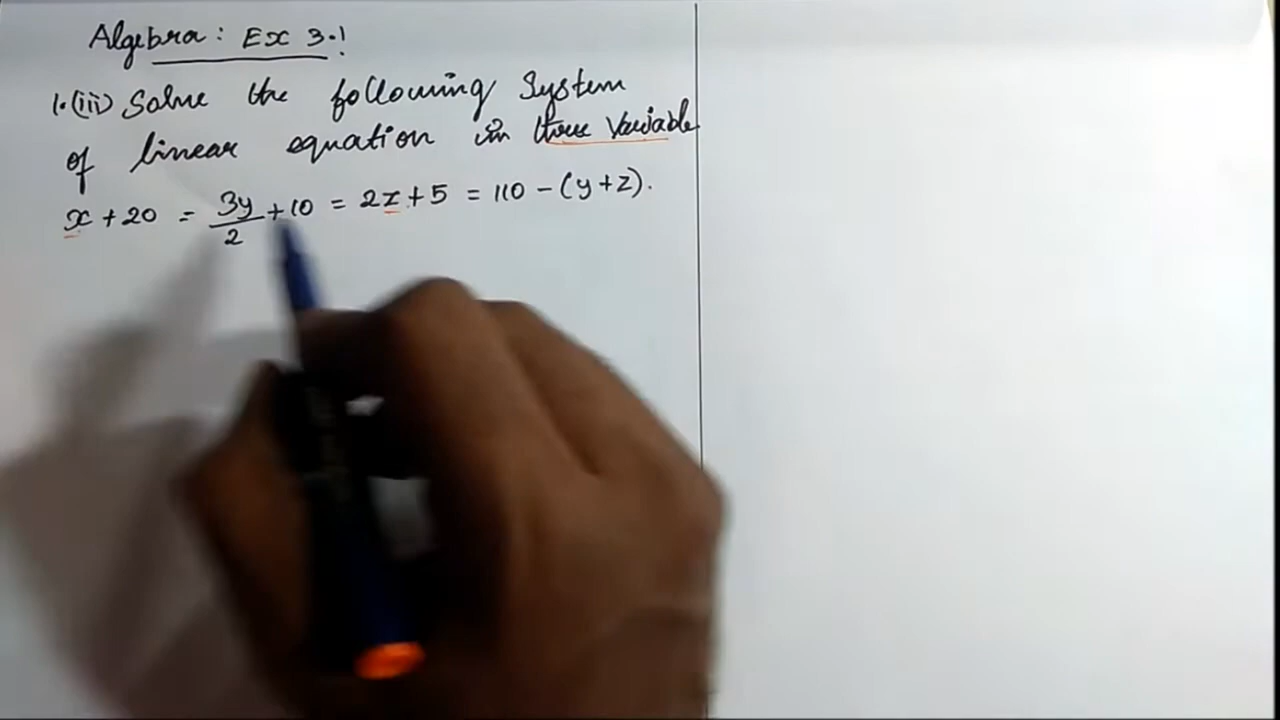 Algebra: Ex 3.1
1.(iii) Solve the following System
of linear equation in three Variable
x + 20 = 3y/2 + 10 = 2z + 5 = 110 - (y+z).